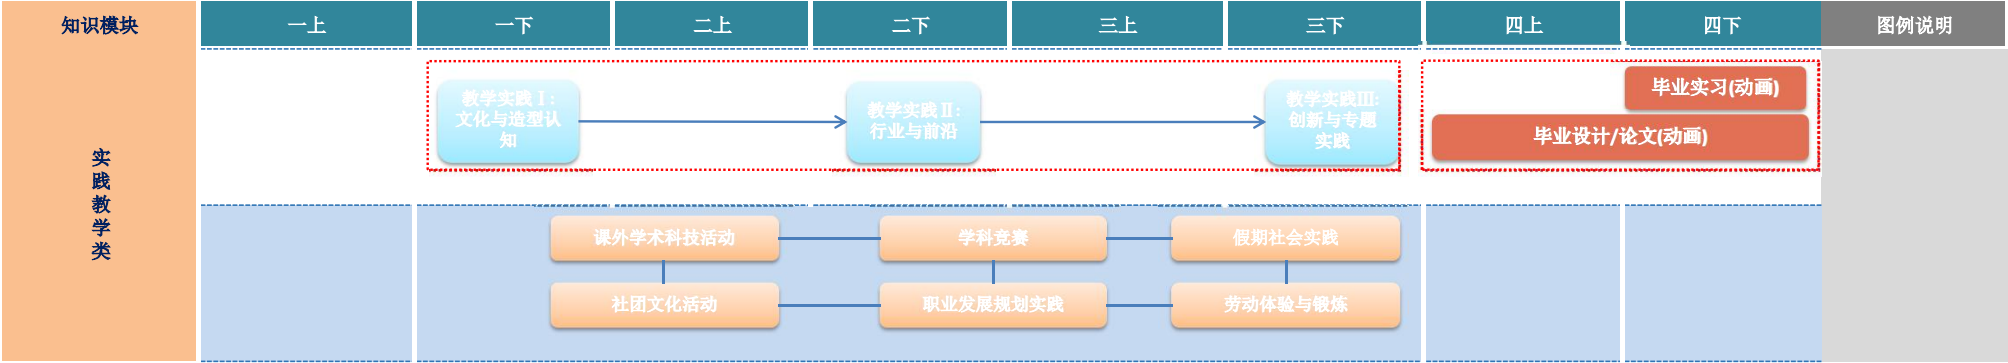 知识模块
一上
一下
二上
二下
三上
三下
四上
四下
图例说明
实
践
教
学
类
教学实践Ⅰ:
文化与造型认
知
教学实践Ⅱ:
行业与前沿
教学实践Ⅲ:
创新与专题
实践
毕业实习(动画)
毕业设计/论文(动画)
课外学术科技活动
学科竞赛
假期社会实践
社团文化活动
职业发展规划实践
劳动体验与锻炼